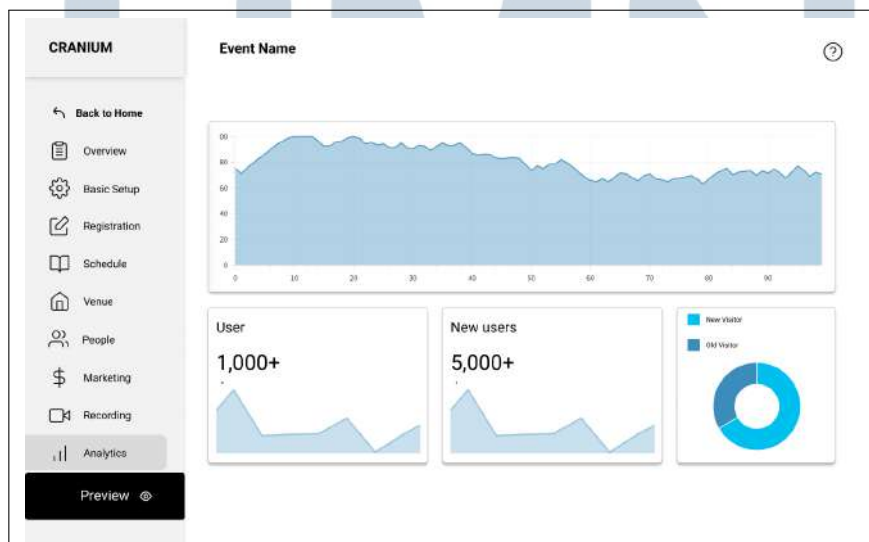 CRANIUM
Event Name
Back to Home
Overview
Basic Setup
Registration
Schedule
Venue
People
Marketing
Recording
Analytics
Preview
00
80
60
40
20
0
0 10 20 30 40 50 60 70 80 90
User
1,000+
New users
5,000+
New Visitor
Old Visitor